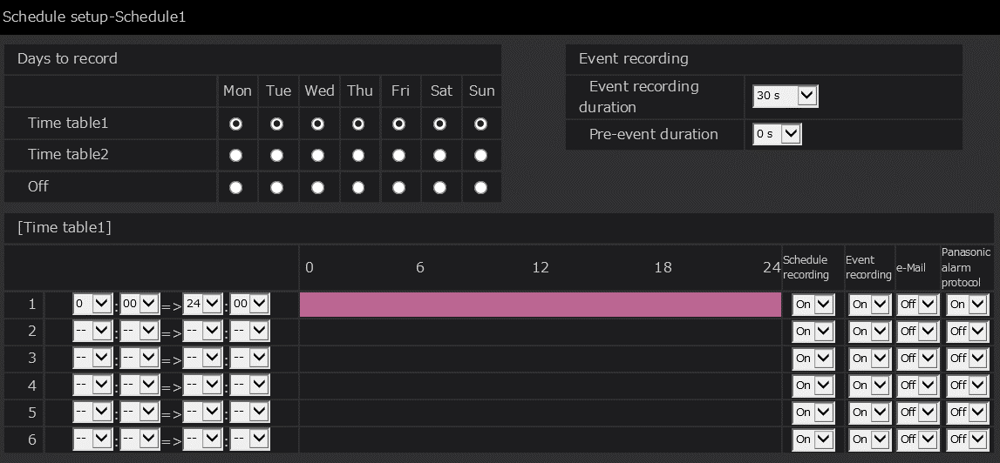 Schedule setup-Schedule1
Days to record
Mon Tue Wed Thu Fri Sat Sun
Time table1
Time table2
Off
Event recording
Event recording
duration
30 s
Pre-event duration
0 s
[Time table1]
0 6 12 18 24
Schedule
recording
Event
recording
e-Mail
Panasonic
alarm
protocol
1 0 : 00 => 24 : 00 On On Off On
2 -- : -- => -- : -- On On Off Off
3 -- : -- => -- : -- On On Off Off
4 -- : -- => -- : -- On On Off Off
5 -- : -- => -- : -- On On Off Off
6 -- : -- => -- : -- On On Off Off